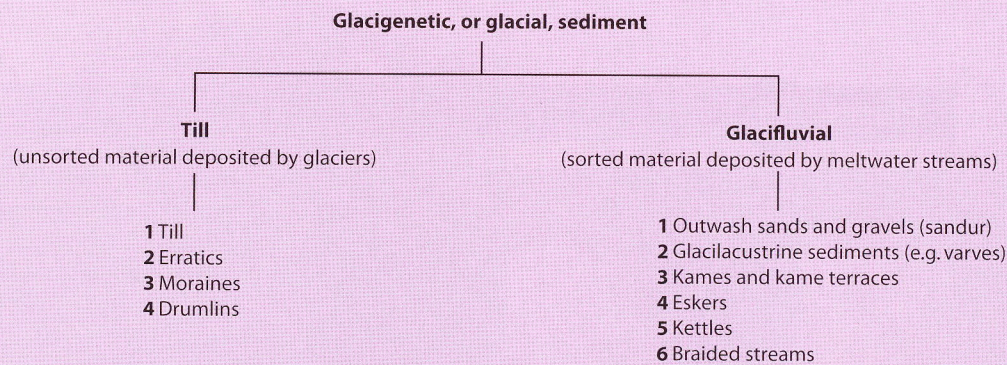 Glacigenetic, or glacial, sediment
Till
(unsorted material deposited by glaciers)
1 Till
2 Erratics
3 Moraines
4 Drumlins
Glacifluvial
(sorted material deposited by meltwater streams)
1 Outwash sands and gravels (sandur)
2 Glacilacustrine sediments (e.g. varves)
3 Kames and kame terraces
4 Eskers
5 Kettles
6 Braided streams